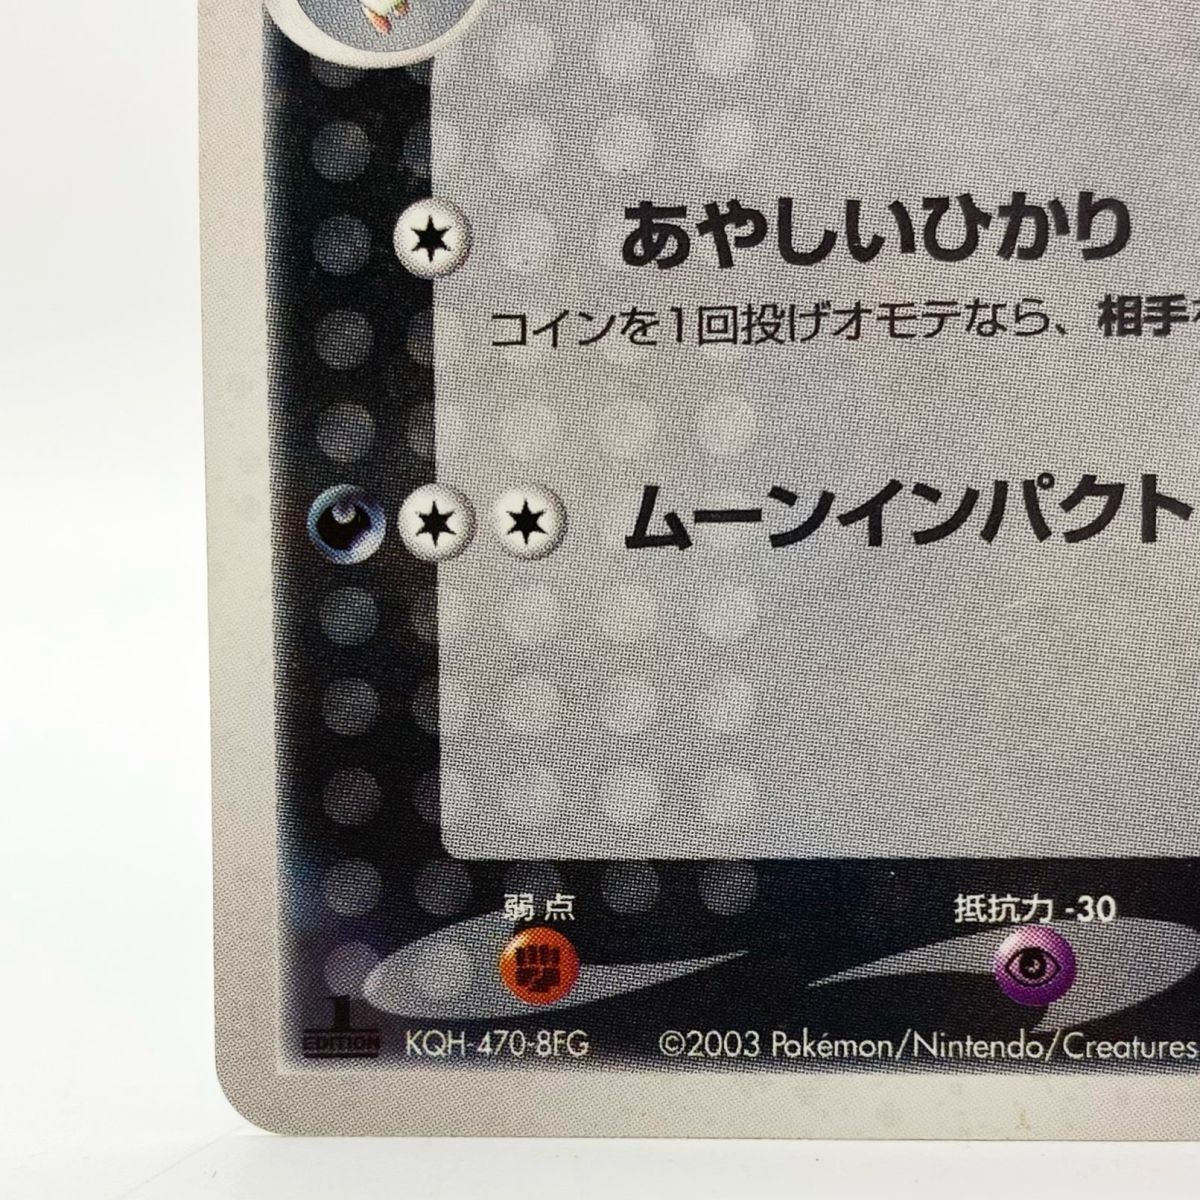 あやしいひかり
コインを1回投げオモテなら、相手
ムーンインパクト
弱点
抵抗力 -30
1
EDITION
KQH-470-8FG
©2003 Pokémon/Nintendo/Creatures